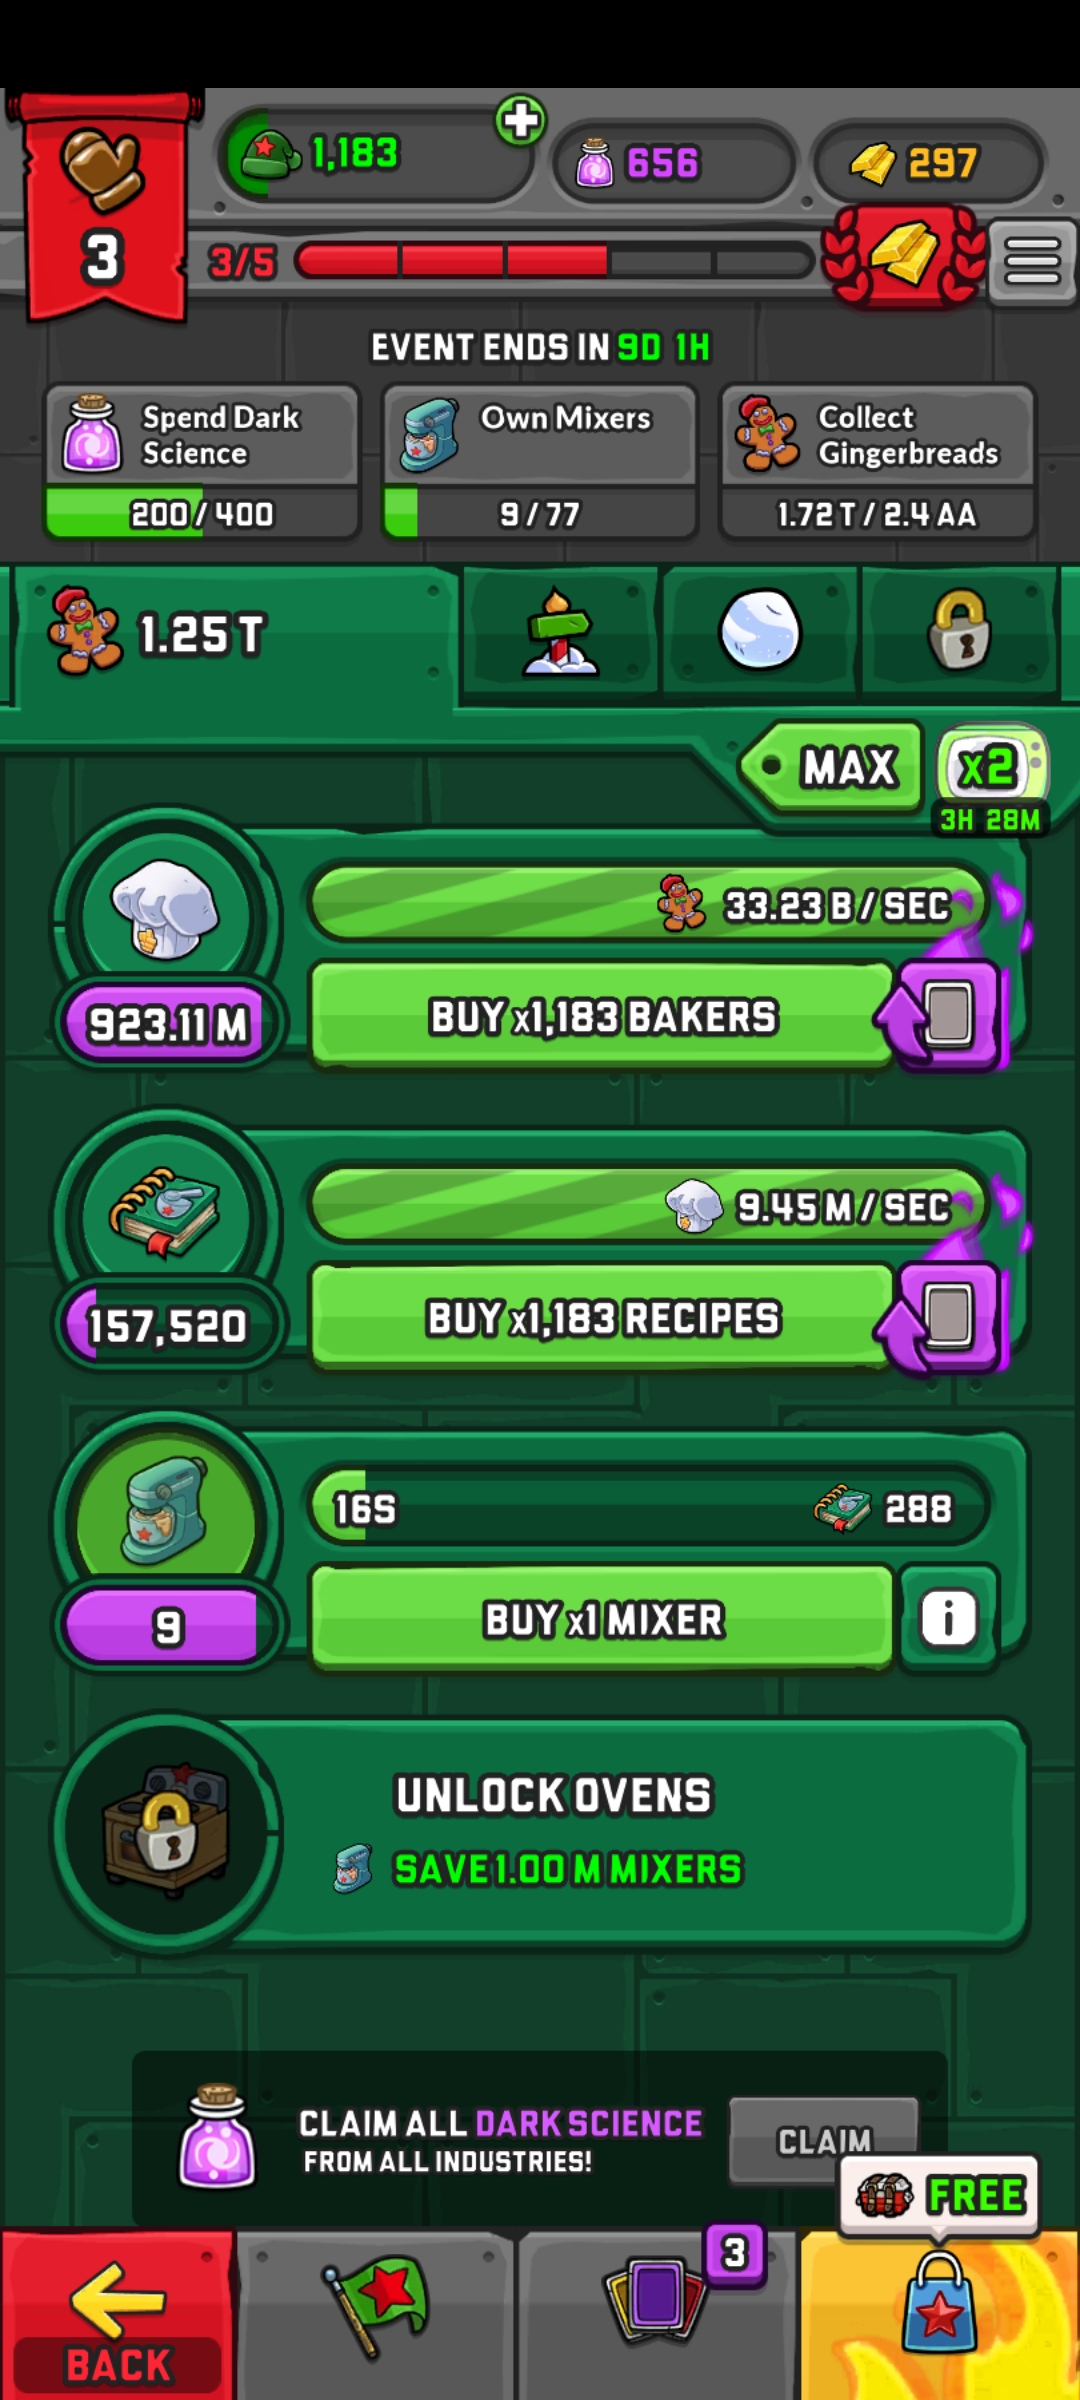 1,183
656
297
3
3/5
EVENT ENDS IN 9D 1H
Spend Dark
Science
200/400
Own Mixers
9/77
Collect
Gingerbreads
1.72 T / 2.4 AA
1.25 T
MAX
x2
3H 28M
33.23 B / SEC
923.11 M
BUY x1,183 BAKERS
9.45 M / SEC
157,520
BUY x1,183 RECIPES
16S
288
9
BUY x1 MIXER
i
UNLOCK OVENS
SAVE 1.00 M MIXERS
CLAIM ALL DARK SCIENCE
FROM ALL INDUSTRIES!
CLAIM
FREE
3
BACK